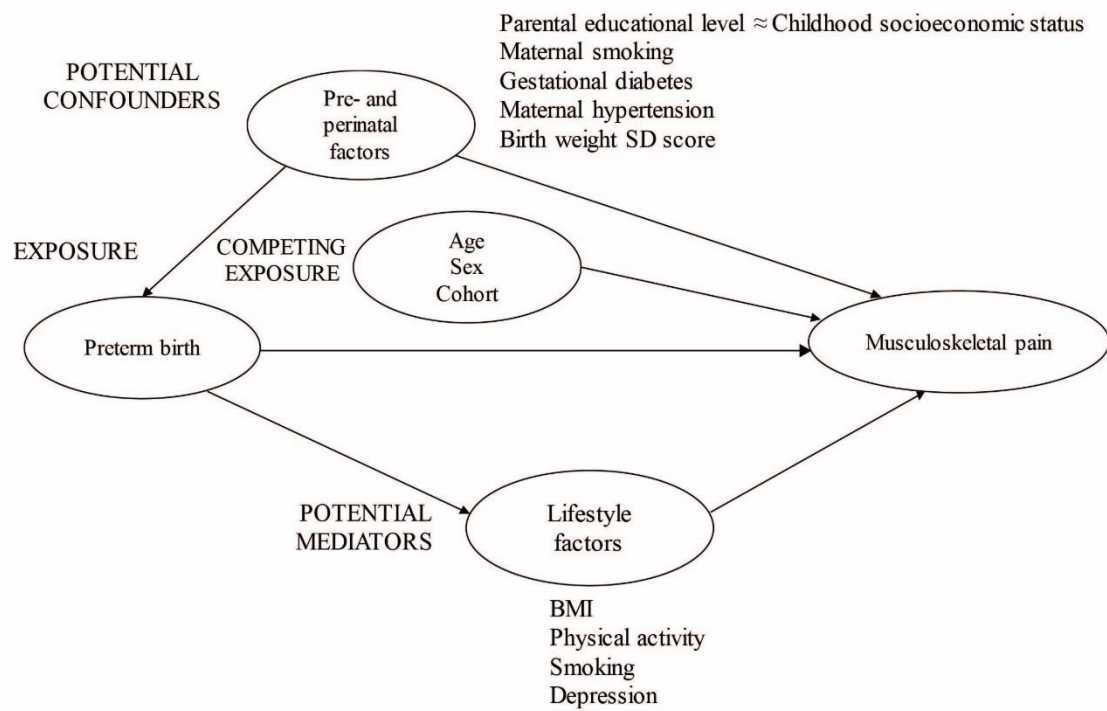 Parental educational level ≈ Childhood socioeconomic status
Maternal smoking
Gestational diabetes
Maternal hypertension
Birth weight SD score
POTENTIAL
CONFOUNDERS
Pre- and
perinatal
factors
EXPOSURE
COMPETING
EXPOSURE
Age
Sex
Cohort
Preterm birth
Musculoskeletal pain
POTENTIAL
MEDIATORS
Lifestyle
factors
BMI
Physical activity
Smoking
Depression